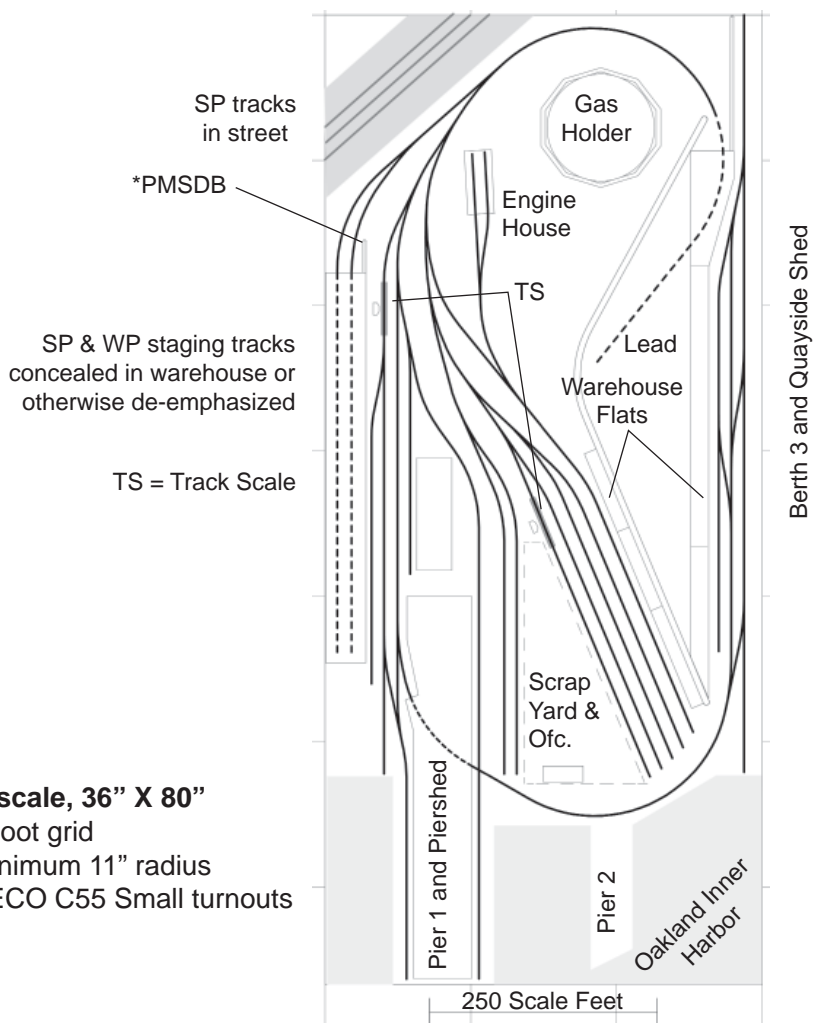 SP tracks
in street
*PMSDB
Gas
Holder
Engine
House
TS
SP & WP staging tracks
concealed in warehouse or
otherwise de-emphasized
Lead
Warehouse
Flats
TS = Track Scale
Berth 3 and Quayside Shed
Scrap
Yard &
Ofc.
scale, 36” X 80”
oot grid
nimum 11” radius
ECO C55 Small turnouts
Pier 1 and Piershed
Pier 2
Oakland Inner
Harbor
250 Scale Feet